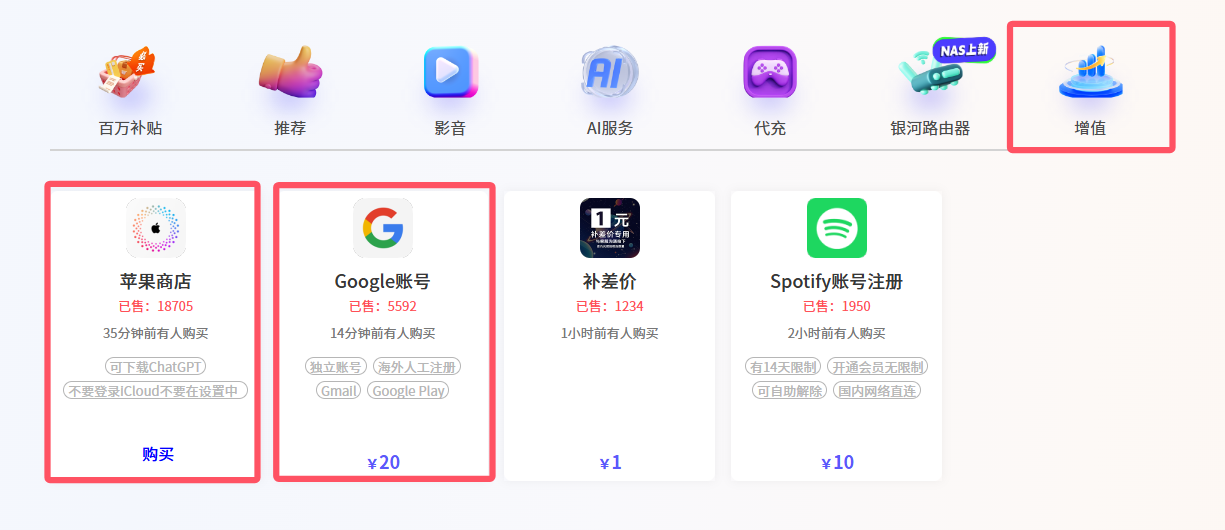 必买
NAS上新
AI
百万补贴
推荐
影音
AI服务
代充
银河路由器
增值
苹果商店
已售：18705
35分钟前有人购买
可下载ChatGPT
不要登录iCloud不要在设置中
购买
Google账号
已售：5592
14分钟前有人购买
独立账号 海外人工注册
Gmail Google Play
¥20
1元
补差价专用
补差价
已售：1234
1小时前有人购买
¥1
Spotify账号注册
已售：1950
2小时前有人购买
有14天限制 开通会员无限制
可自助解除 国内网络直连
¥10